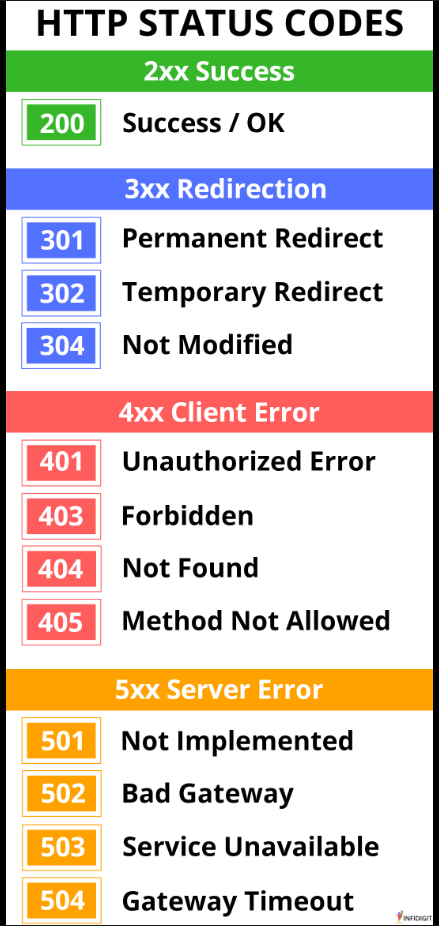 HTTP STATUS CODES
2xx Success
200 Success / OK
3xx Redirection
301 Permanent Redirect
302 Temporary Redirect
304 Not Modified
4xx Client Error
401 Unauthorized Error
403 Forbidden
404 Not Found
405 Method Not Allowed
5xx Server Error
501 Not Implemented
502 Bad Gateway
503 Service Unavailable
504 Gateway Timeout
INFIDIGIT